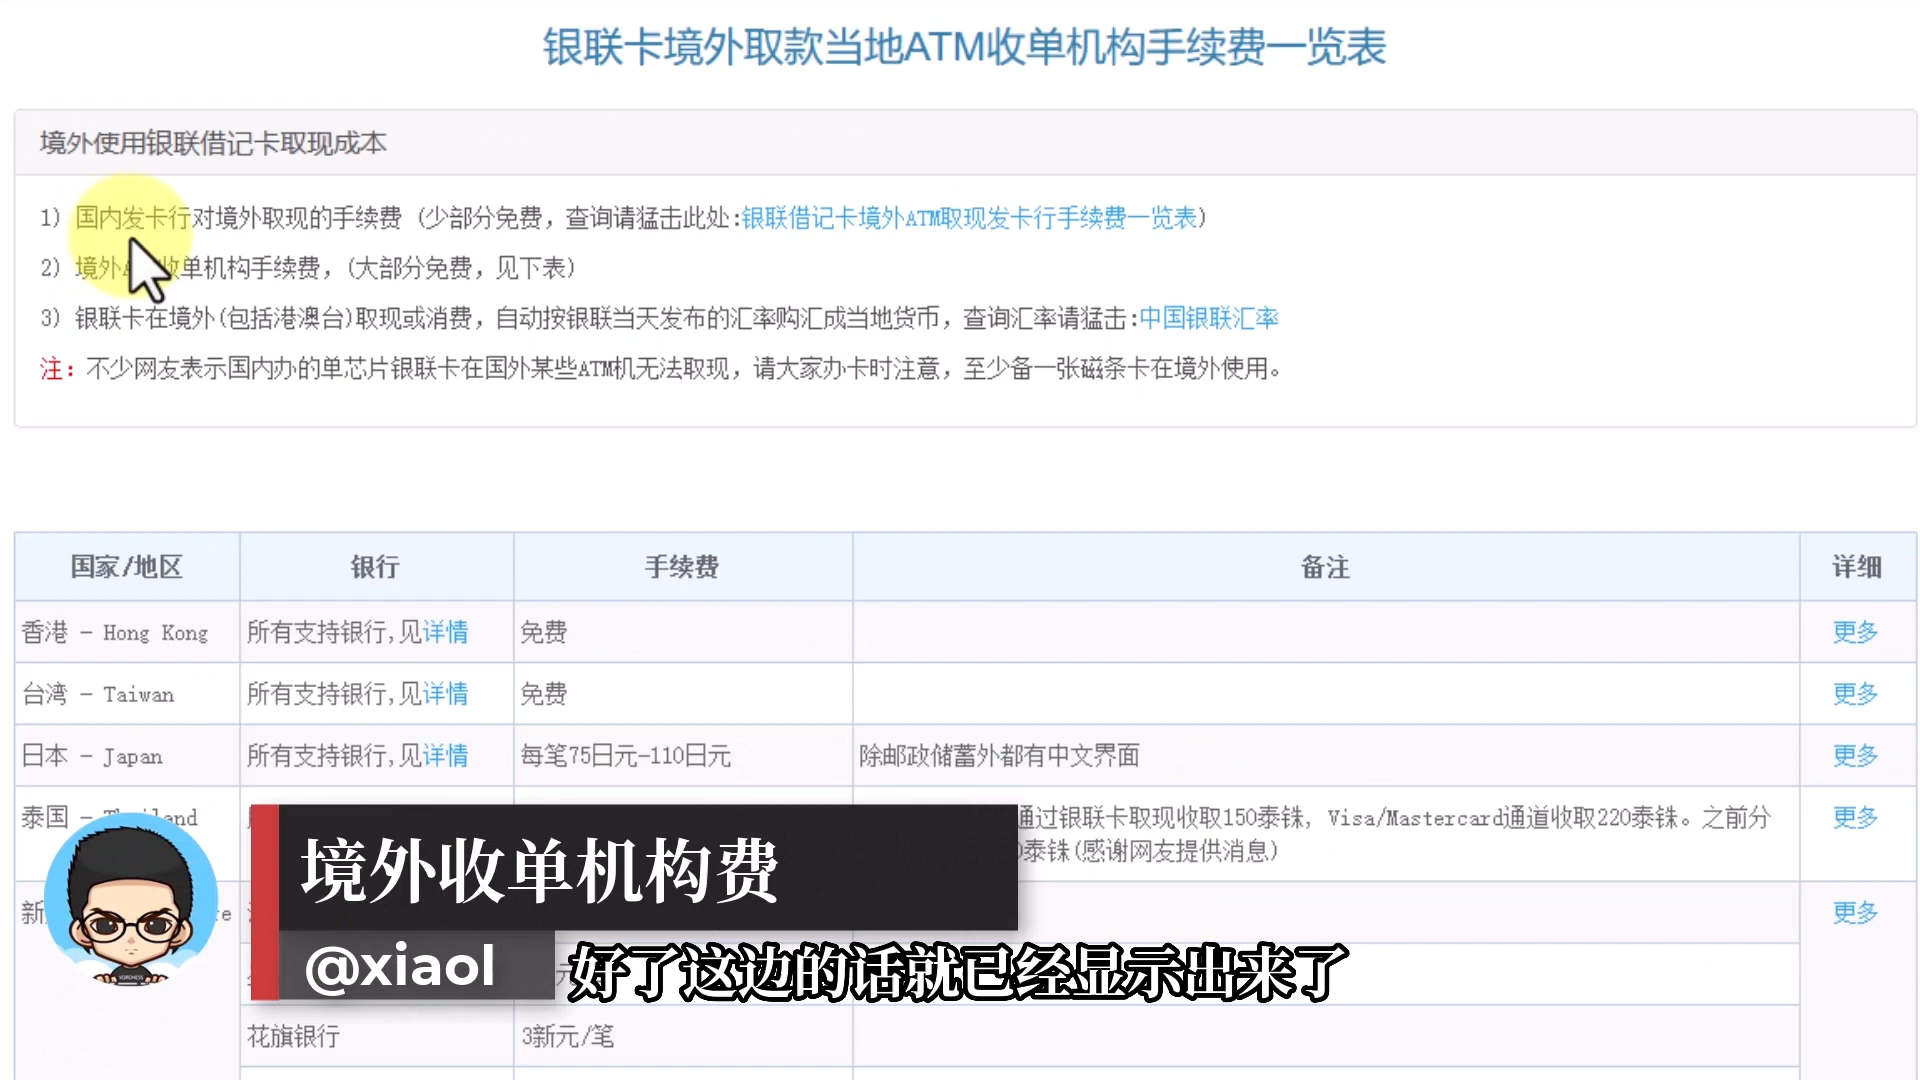 银联卡境外取款当地ATM收单机构手续费一览表
境外使用银联借记卡取现成本
1) 国内发卡行对境外取现的手续费 (少部分免费，查询请猛击此处:银联借记卡境外ATM取现发卡行手续费一览表)
2) 境外 收单机构手续费，(大部分免费，见下表)
3) 银联卡在境外(包括港澳台)取现或消费，自动按银联当天发布的汇率购汇成当地货币，查询汇率请猛击:中国银联汇率
注：不少网友表示国内办的单芯片银联卡在国外某些ATM机无法取现，请大家办卡时注意，至少备一张磁条卡在境外使用。
国家/地区 银行 手续费 备注 详细
香港 - Hong Kong 所有支持银行,见详情 免费 更多
台湾 - Taiwan 所有支持银行,见详情 免费 更多
日本 - Japan 所有支持银行,见详情 每笔75日元-110日元 除邮政储蓄外都有中文界面 更多
泰国 - 通过银联卡取现收取150泰铢, Visa/Mastercard通道收取220泰铢。之前分 更多
泰铢(感谢网友提供消息)
新 更多
境外收单机构费
@xiaol
好了这边的话就已经显示出来了
花旗银行 3新元/笔